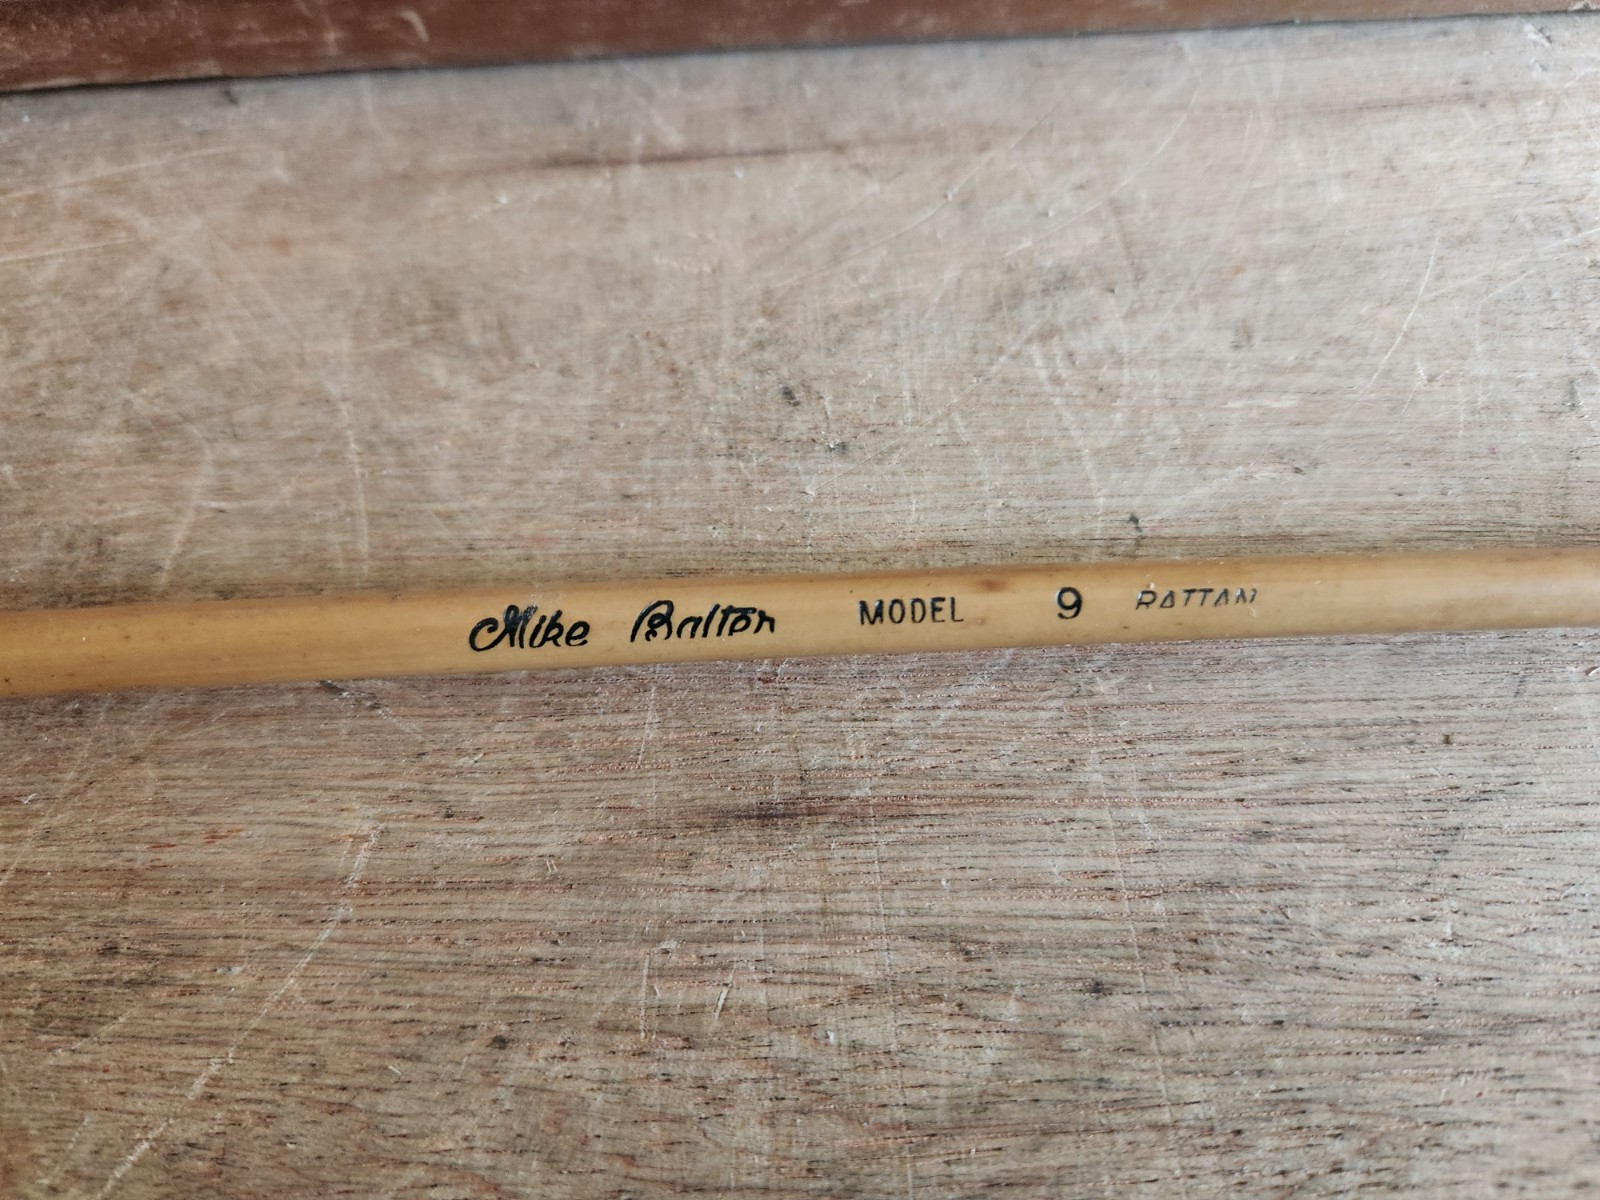 Mike Balter MODEL 9 RATTAN